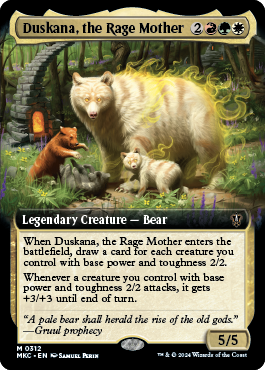 Duskana, the Rage Mother 2
Legendary Creature — Bear
When Duskana, the Rage Mother enters the
battlefield, draw a card for each creature you
control with base power and toughness 2/2.
Whenever a creature you control with base
power and toughness 2/2 attacks, it gets
+3/+3 until end of turn.
“A pale bear shall herald the rise of the old gods.”
—Gruul prophecy
5/5
M 0312
MKC • EN Samuel Perin
™ & © 2024 Wizards of the Coast